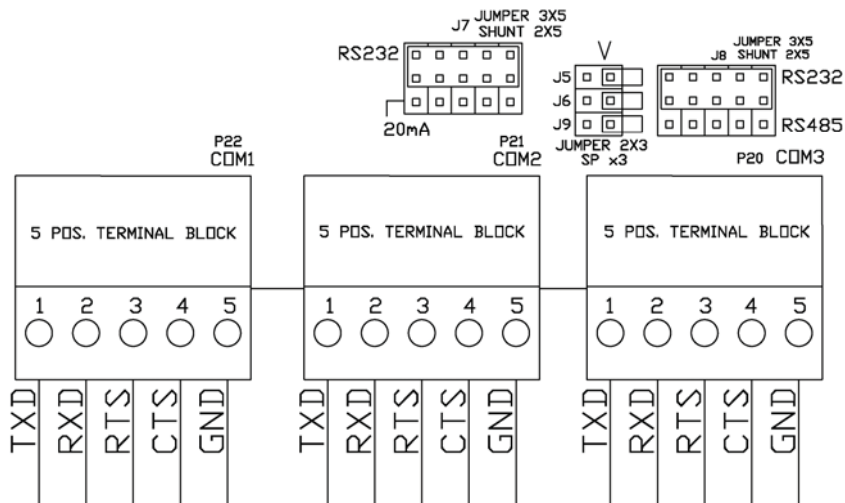 J7 JUMPER 3X5
SHUNT 2X5
RS232
20mA
V
J5
J6
J9
JUMPER 2X3
SP x3
J8 JUMPER 3X5
SHUNT 2X5
RS232
RS485
P22
COM1
P21
COM2
P20 COM3
5 POS. TERMINAL BLOCK
5 POS. TERMINAL BLOCK
5 POS. TERMINAL BLOCK
1 2 3 4 5
1 2 3 4 5
1 2 3 4 5
TXD
RXD
RTS
CTS
GND
TXD
RXD
RTS
CTS
GND
TXD
RXD
RTS
CTS
GND